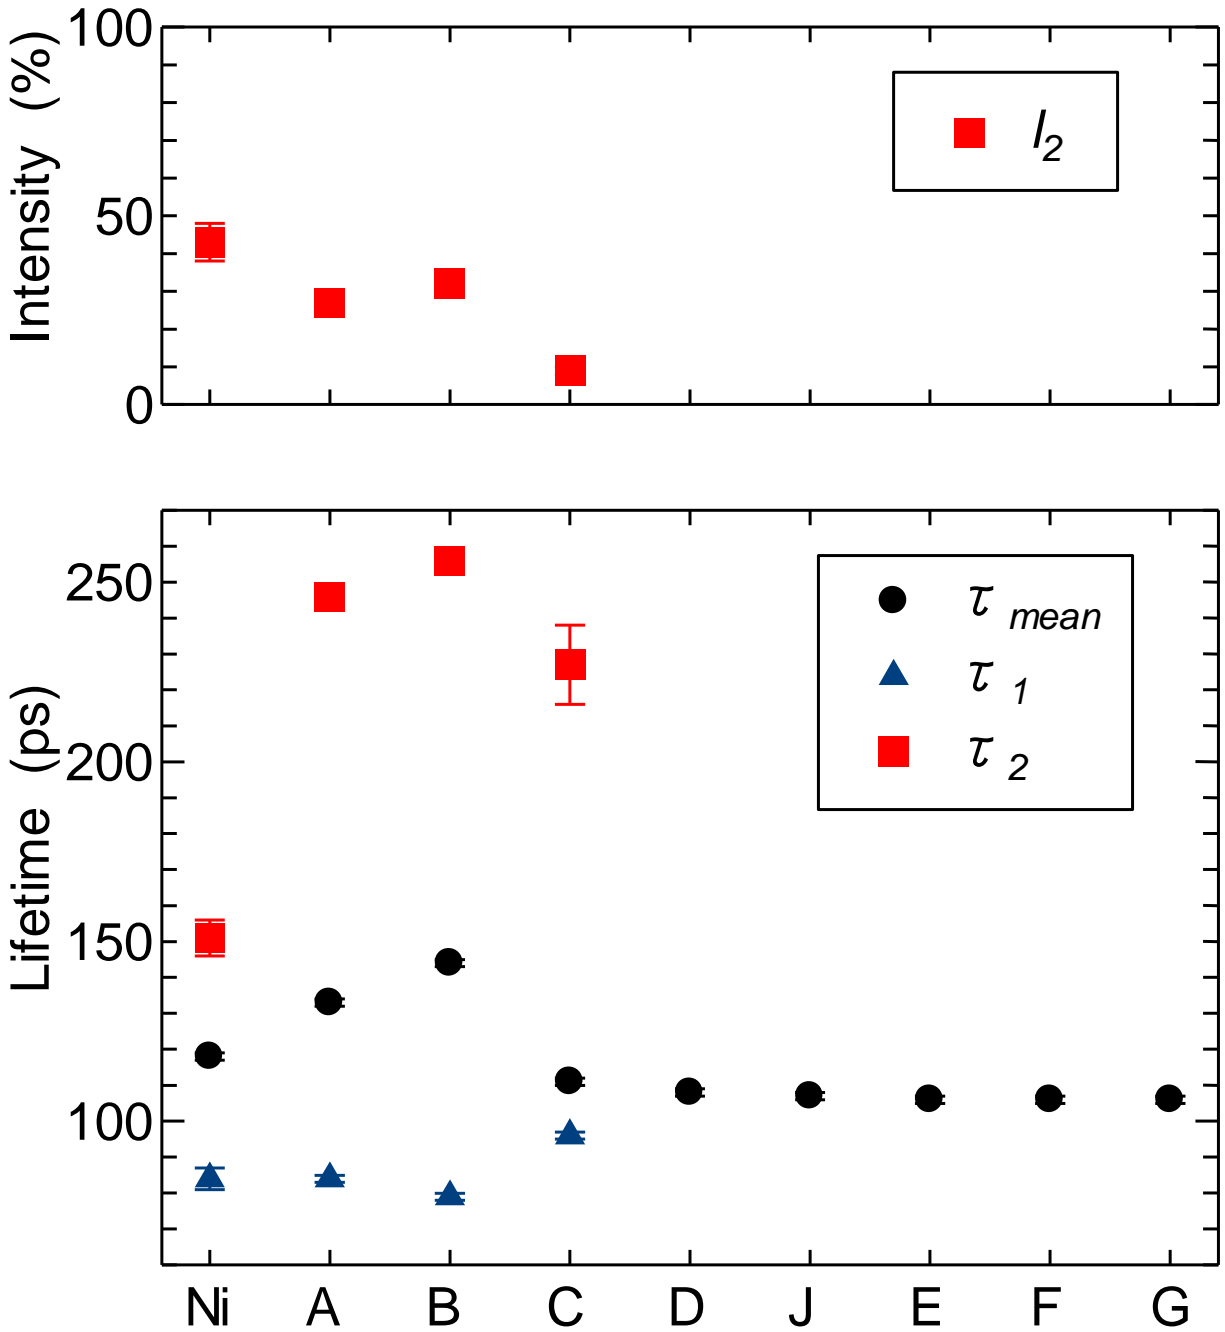 Intensity (%)
100
50
0
I2
Lifetime (ps)
250
200
150
100
τ mean
τ 1
τ 2
Ni A B C D J E F G